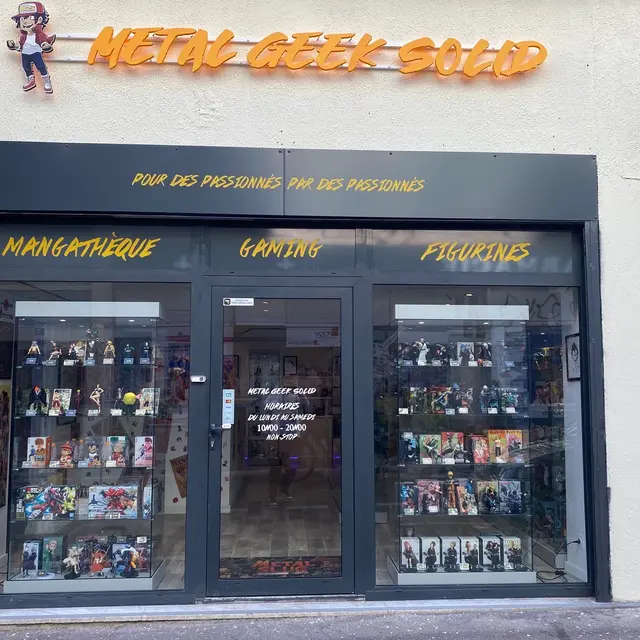 METAL GEEK SOLID
POUR DES PASSIONNÉS PAR DES PASSIONNÉS
MANGATHÈQUE
GAMING
FIGURINES
METAL GEEK SOLID
HORAIRES
DU LUNDI AU SAMEDI
10H00 - 20H00
NON STOP